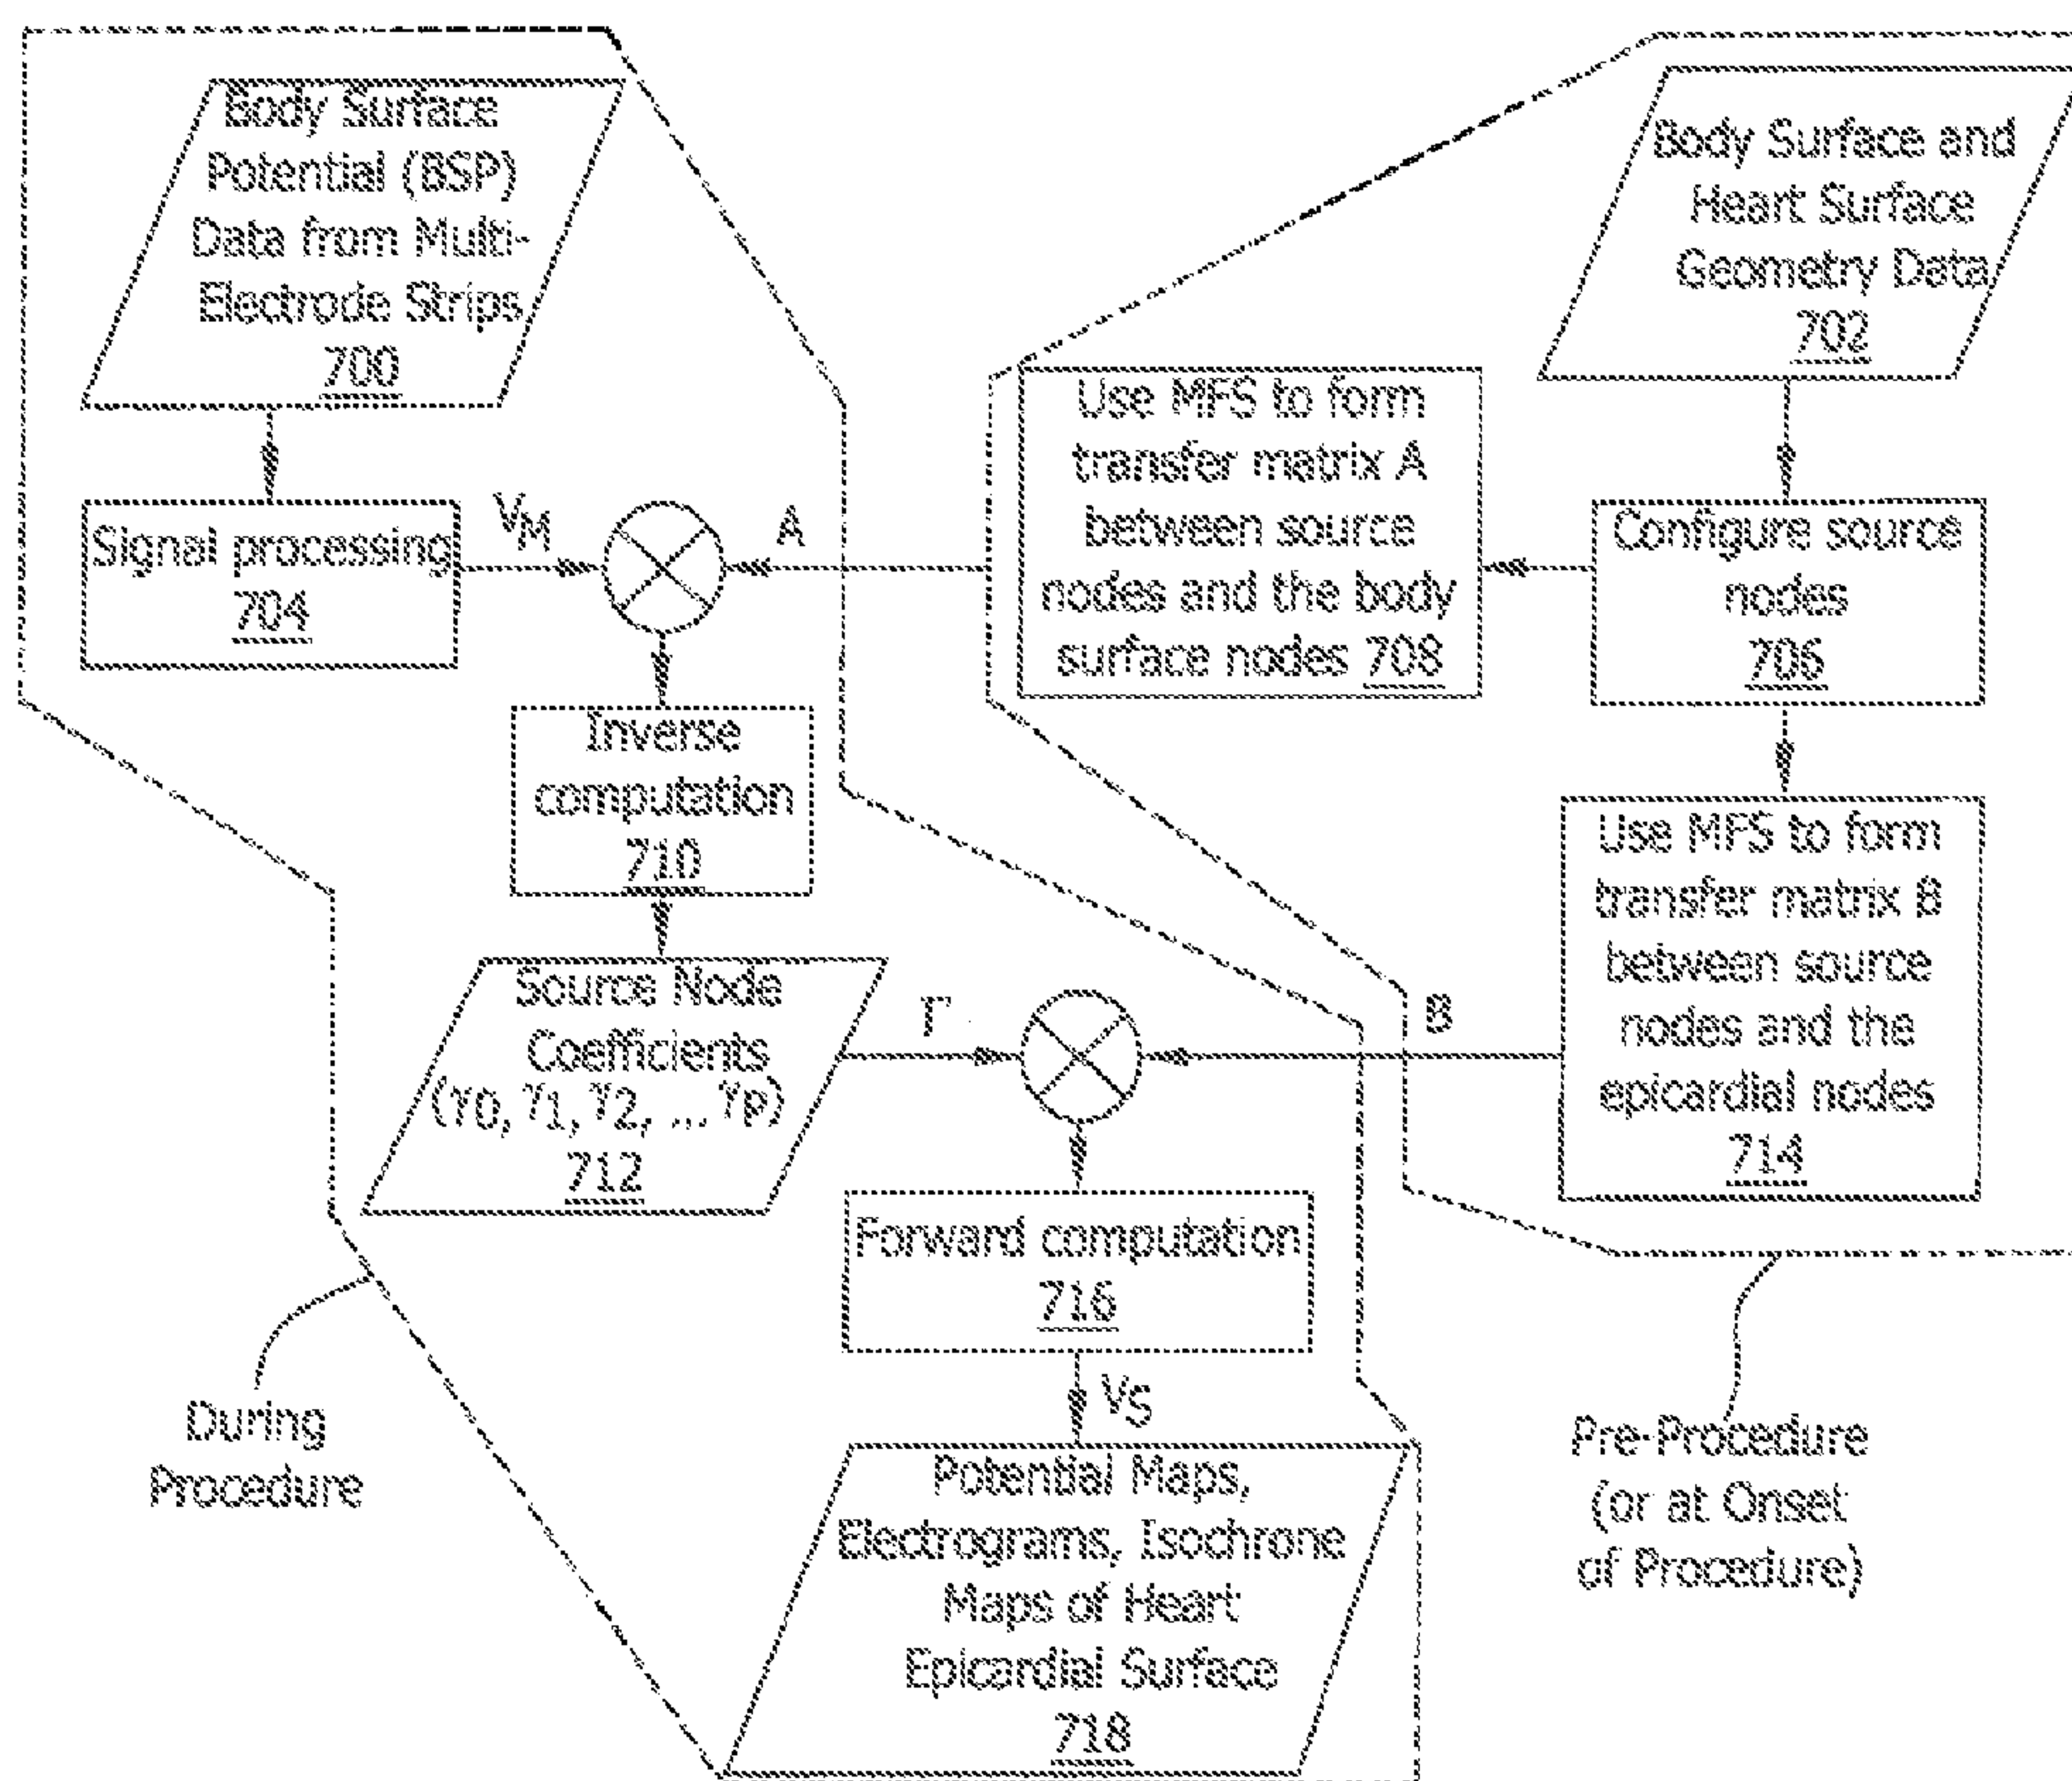 Body Surface
Potential (BSP)
Data from Multi-
Electrode Strips
700
Body Surface and
Heart Surface
Geometry Data
702
Signal processing
704
VM
A
Use MFS to form
transfer matrix A
between source
nodes and the body
surface nodes 708
Configure source
nodes
706
Inverse
computation
710
Use MFS to form
transfer matrix B
between source
nodes and the
epicardial nodes
714
Source Node
Coefficients
(γ0, γ1, γ2, ... γP)
712
Γ
B
Forward computation
716
VS
Potential Maps,
Electrograms, Isochrone
Maps of Heart
Epicardial Surface
718
During
Procedure
Pre-Procedure
(or at Onset
of Procedure)